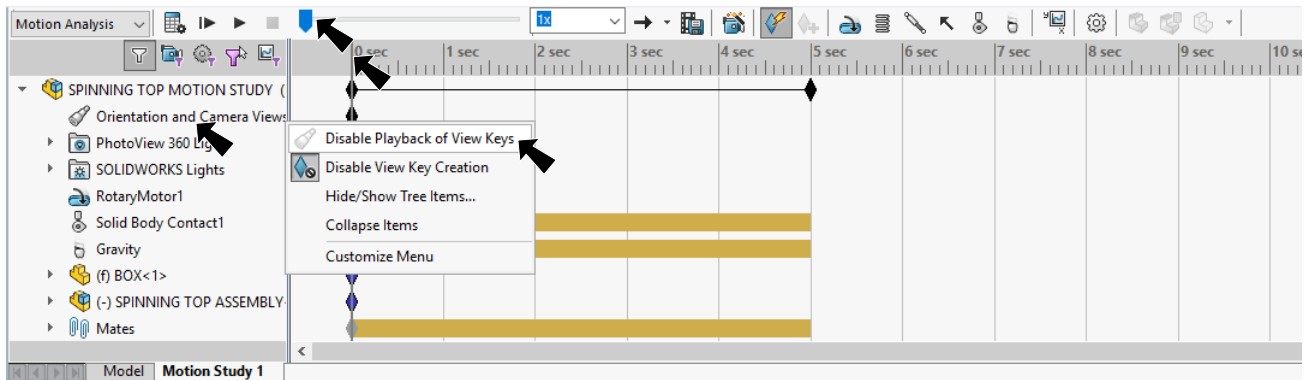 Motion Analysis
1x
0 sec 1 sec 2 sec 3 sec 4 sec 5 sec 6 sec 7 sec 8 sec 9 sec 10 se
SPINNING TOP MOTION STUDY (
Orientation and Camera Views
Disable Playback of View Keys
PhotoView 360 Lig
Disable View Key Creation
SOLIDWORKS Lights
RotaryMotor1
Hide/Show Tree Items...
Solid Body Contact1
Collapse Items
Gravity
Customize Menu
(f) BOX<1>
(-) SPINNING TOP ASSEMBLY
Mates
Model Motion Study 1